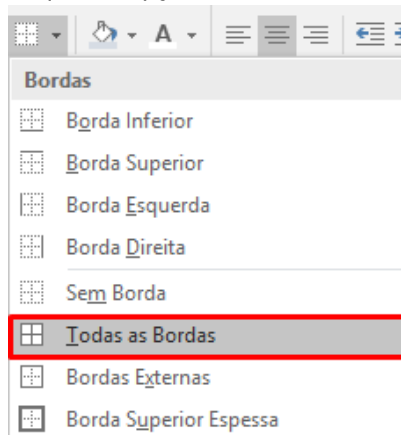 A
Bordas
Borda Inferior
Borda Superior
Borda Esquerda
Borda Direita
Sem Borda
Todas as Bordas
Bordas Externas
Borda Superior Espessa